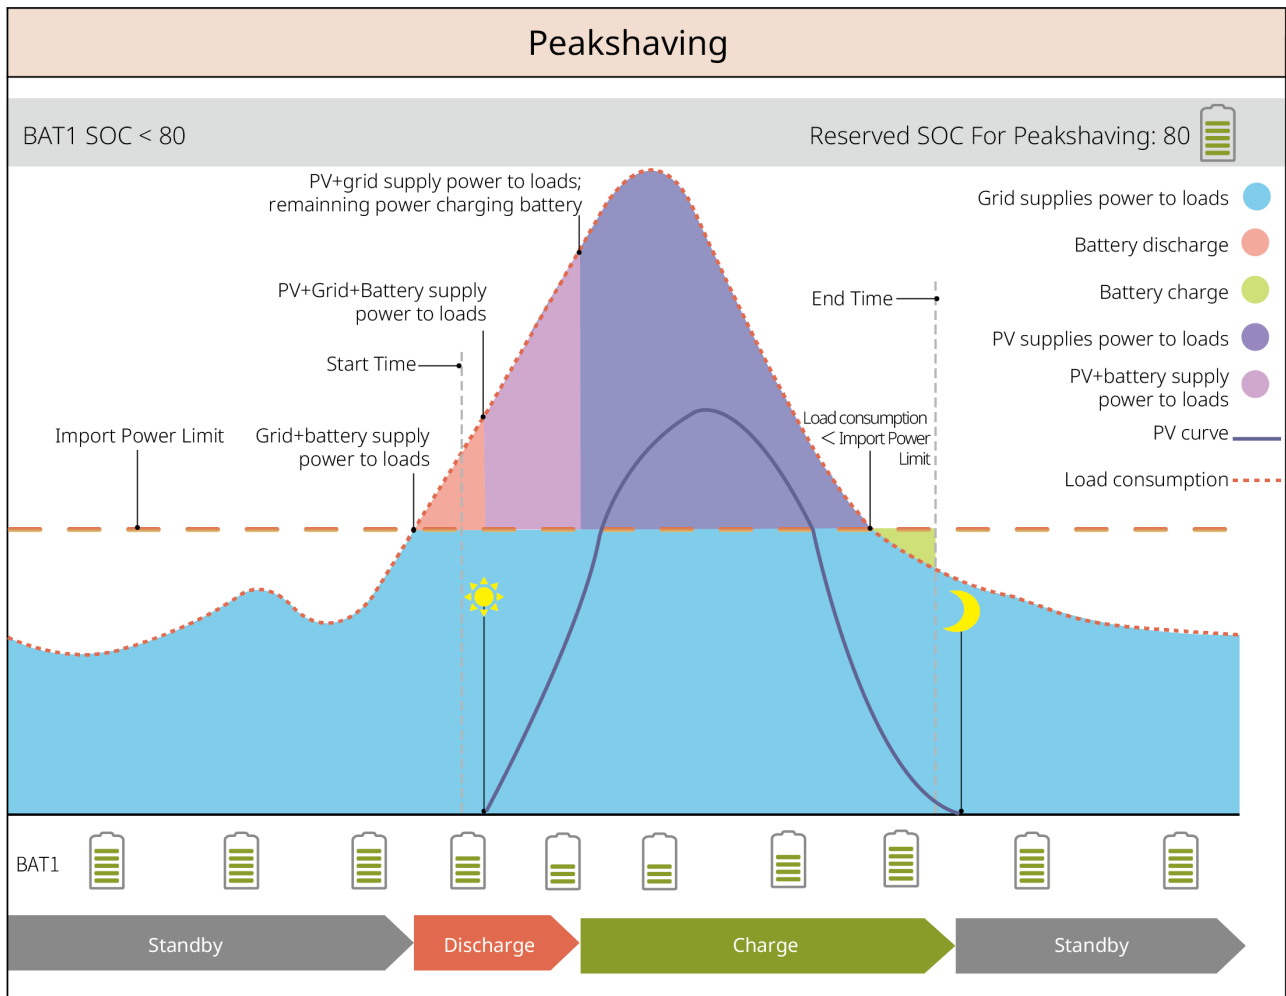 Peakshaving
BAT1 SOC < 80
Reserved SOC For Peakshaving: 80
PV+grid supply power to loads;
remainning power charging battery
Grid supplies power to loads
Battery discharge
PV+Grid+Battery supply
power to loads
End Time
Battery charge
Start Time
PV supplies power to loads
PV+battery supply
power to loads
Import Power Limit
Grid+battery supply
power to loads
Load consumption
< Import Power
Limit
PV curve
Load consumption
BAT1
Standby
Discharge
Charge
Standby